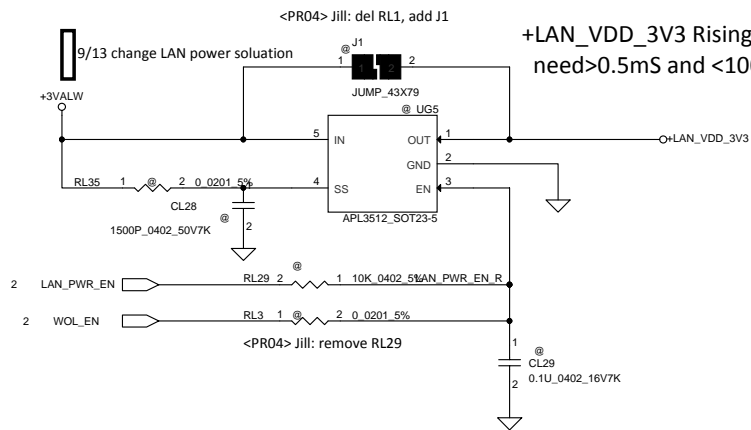 <PR04> Jill: del RL1, add J1
+LAN_VDD_3V3 Rising
need>0.5mS and <10
9/13 change LAN power soluation
@ J1
1 1 2 2
JUMP_43X79
+3VALW
@ UG5
5 IN OUT 1
GND 2
EN 3
4 SS
APL3512_SOT23-5
+LAN_VDD_3V3
RL35 1 @ 2 0_0201_5%
CL28
@
2
1500P_0402_50V7K
2 LAN_PWR_EN RL29 2 @ 1 10K_0402_5% LAN_PWR_EN_R
2 WOL_EN RL3 1 @ 2 0_0201_5%
<PR04> Jill: remove RL29
1 @
CL29
0.1U_0402_16V7K
2